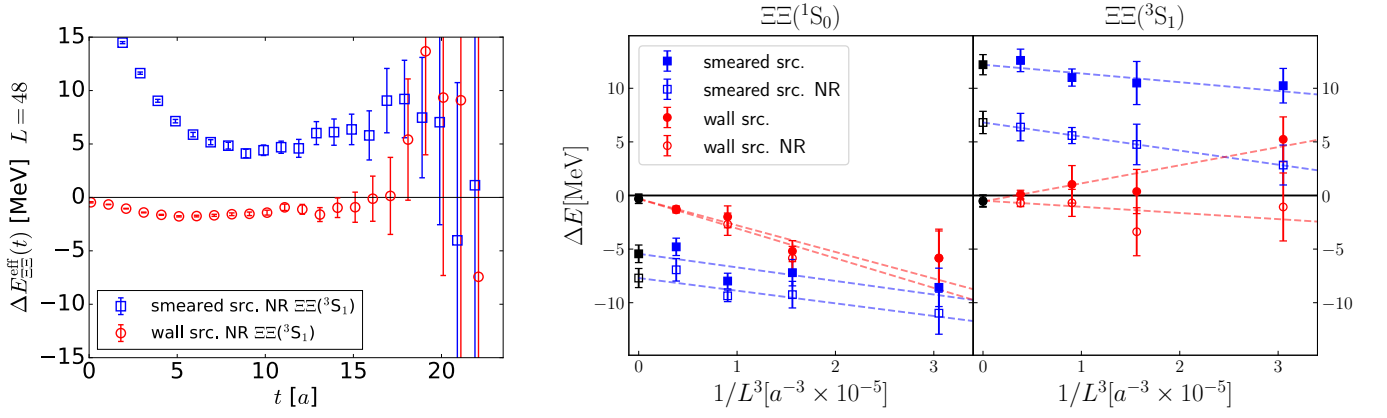 ΔE^eff_ΞΞ(t) [MeV] L = 48
15
10
5
0
−5
−10
−15
smeared src. NR ΞΞ(³S₁)
wall src. NR ΞΞ(³S₁)
0 5 10 15 20
t [a]
ΞΞ(¹S₀) ΞΞ(³S₁)
ΔE[MeV]
10
5
0
−5
−10
smeared src.
smeared src. NR
wall src.
wall src. NR
10
5
0
−5
−10
0 1 2 3 0 1 2 3
1/L³[a⁻³ × 10⁻⁵] 1/L³[a⁻³ × 10⁻⁵]